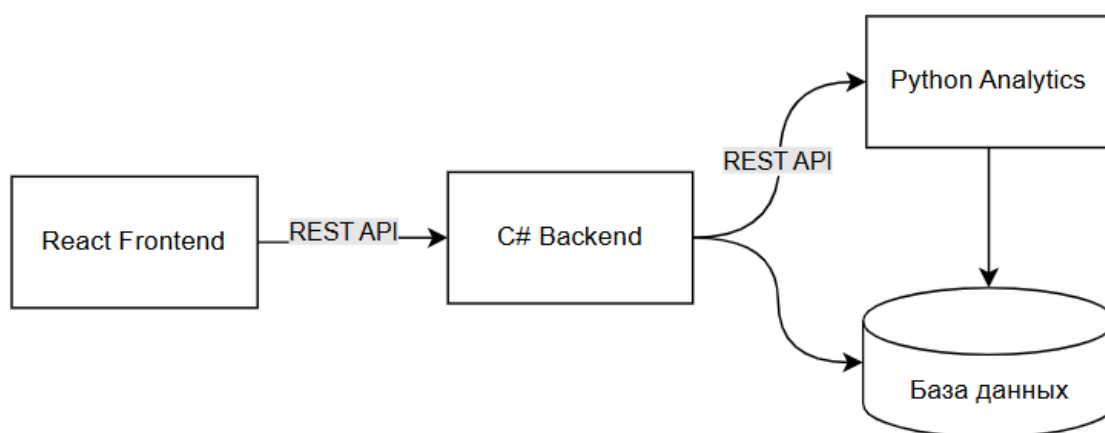 React Frontend
REST API
C# Backend
REST API
Python Analytics
База данных